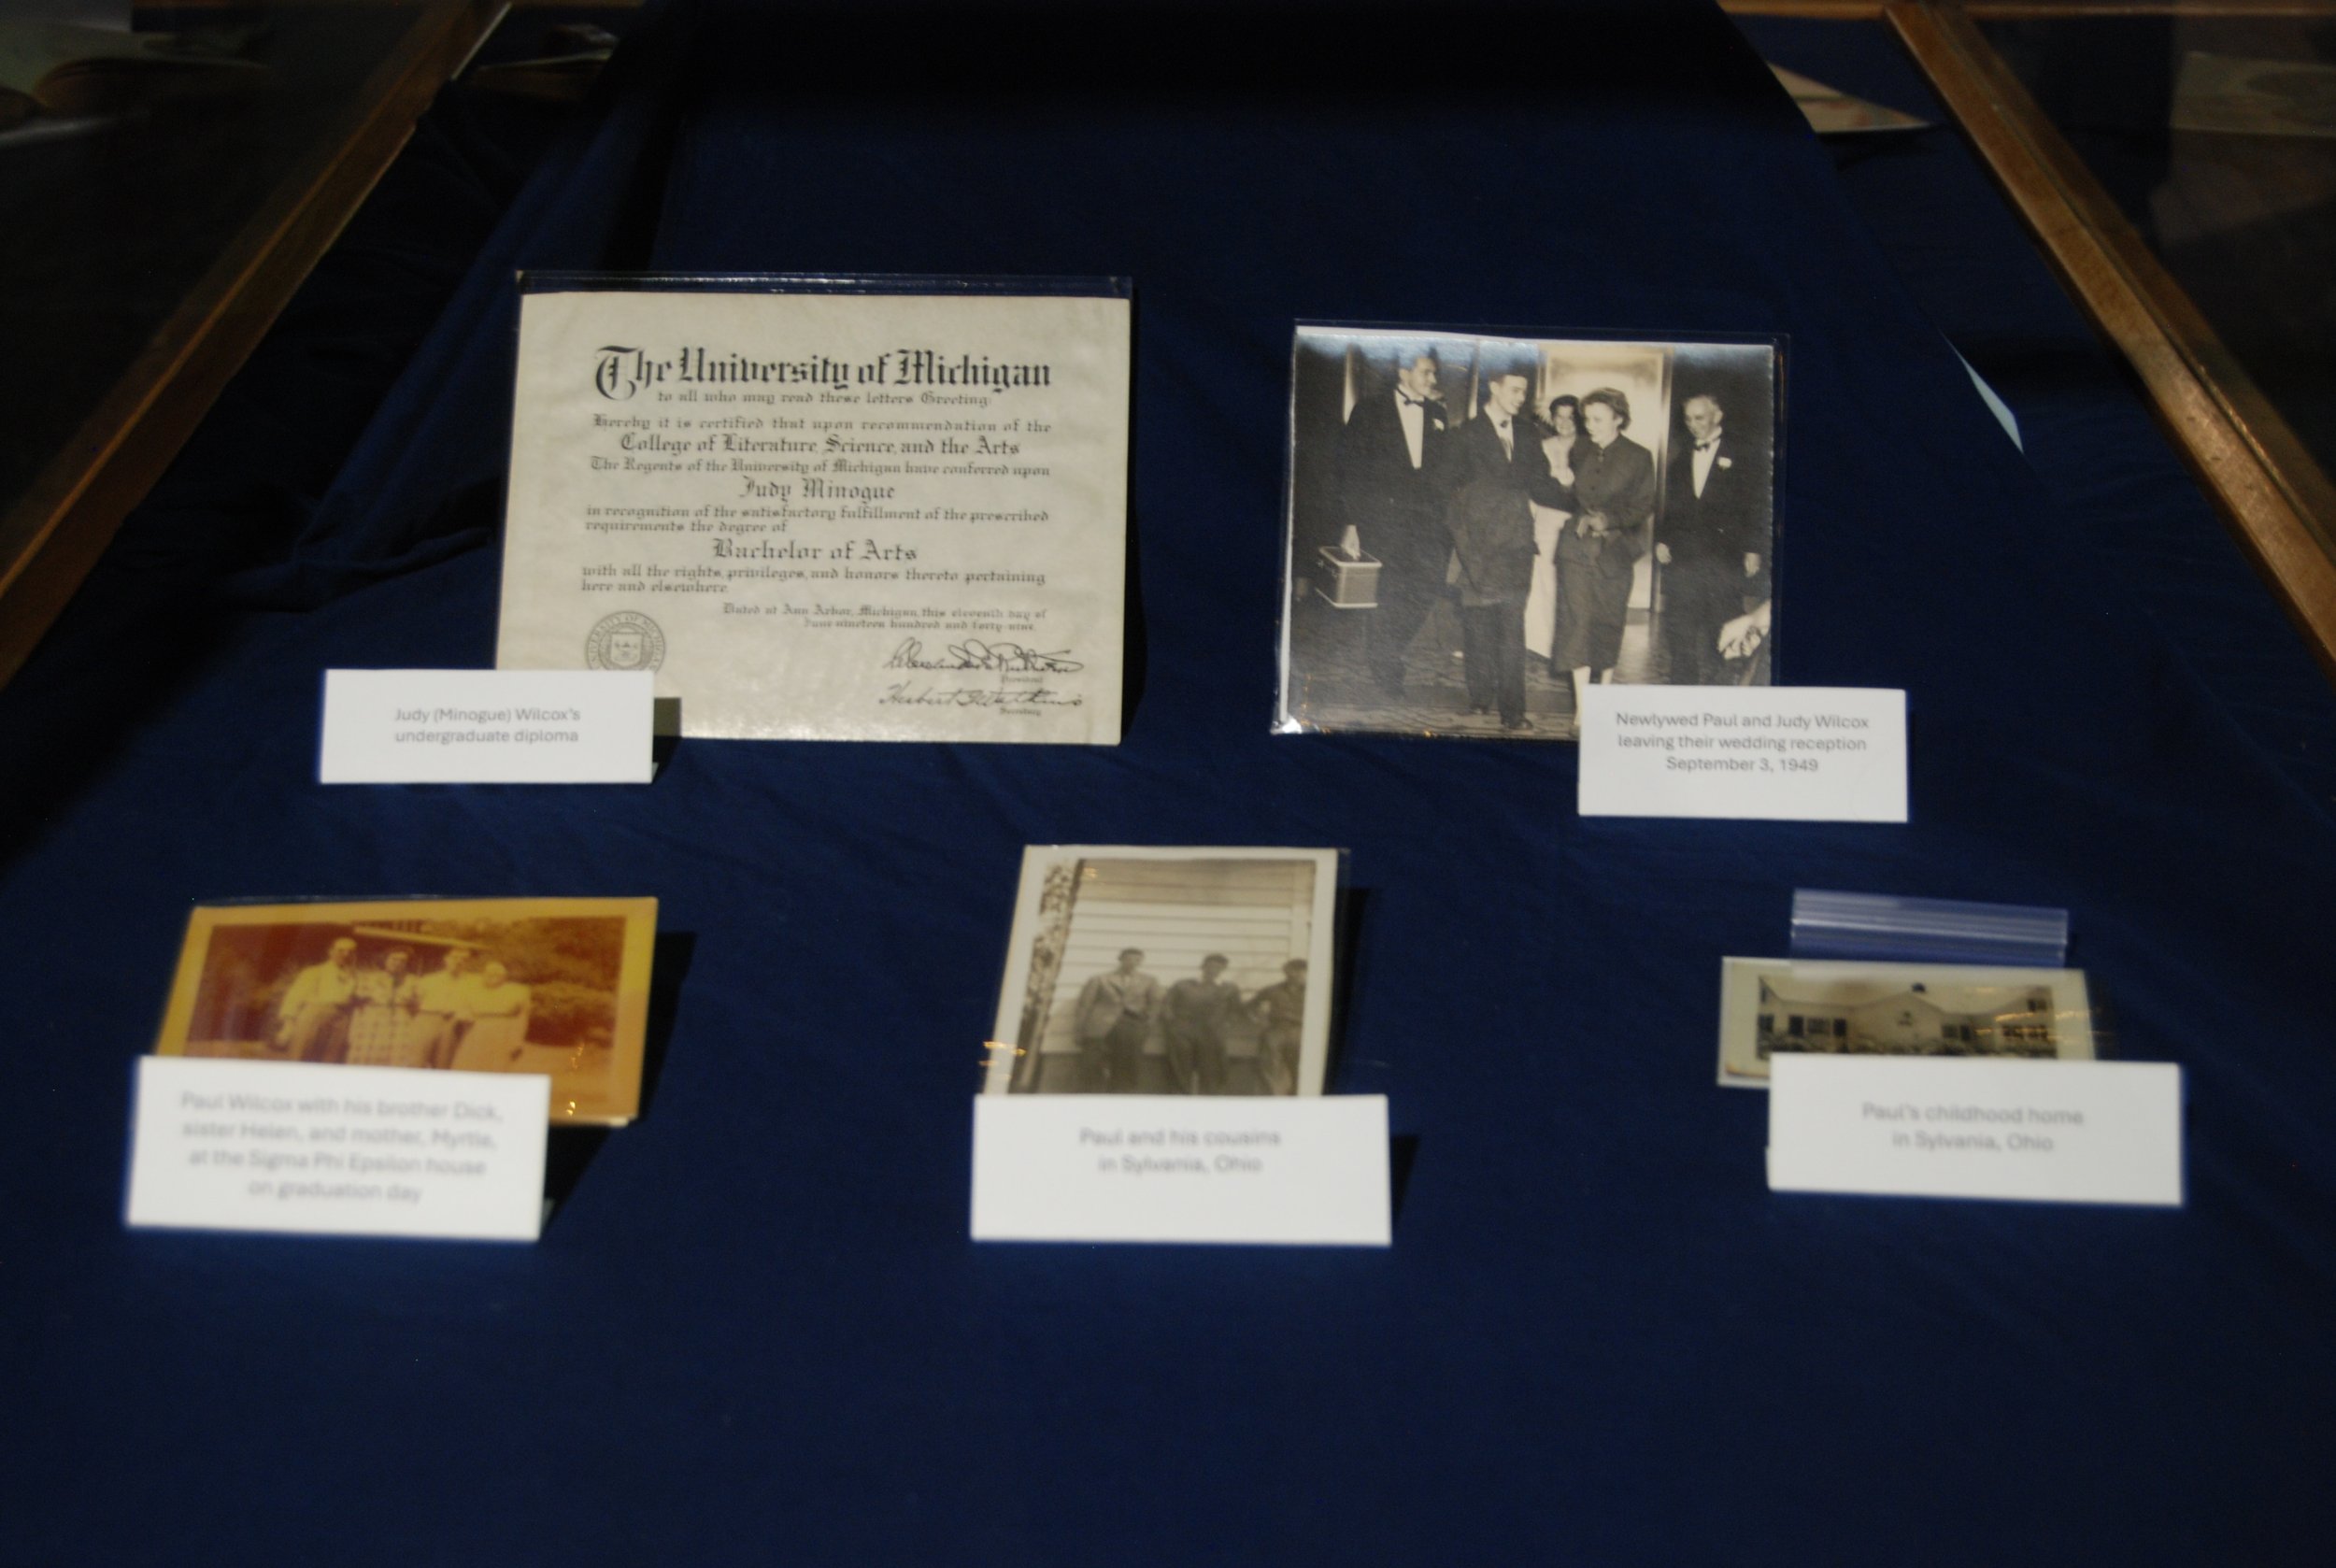 The University of Michigan
to all who may read these letters Greeting:
Hereby it is certified that upon recommendation of the
College of Literature, Science, and the Arts
The Regents of the University of Michigan have conferred upon
Judy Minogue
in recognition of the satisfactory fulfillment of the prescribed
requirements the degree of
Bachelor of Arts
with all the rights, privileges, and honors thereto pertaining
here and elsewhere
Dated at Ann Arbor, Michigan, this eleventh day of
June nineteen hundred and forty-nine.
President
Herbert G. Watkins
Secretary
Judy (Minogue) Wilcox's
undergraduate diploma
Newlywed Paul and Judy Wilcox
leaving their wedding reception
September 3, 1949
Paul Wilcox with his brother Dick,
sister Helen, and mother, Myrtle,
at the Sigma Phi Epsilon house
on graduation day
Paul and his cousins
in Sylvania, Ohio
Paul's childhood home
in Sylvania, Ohio